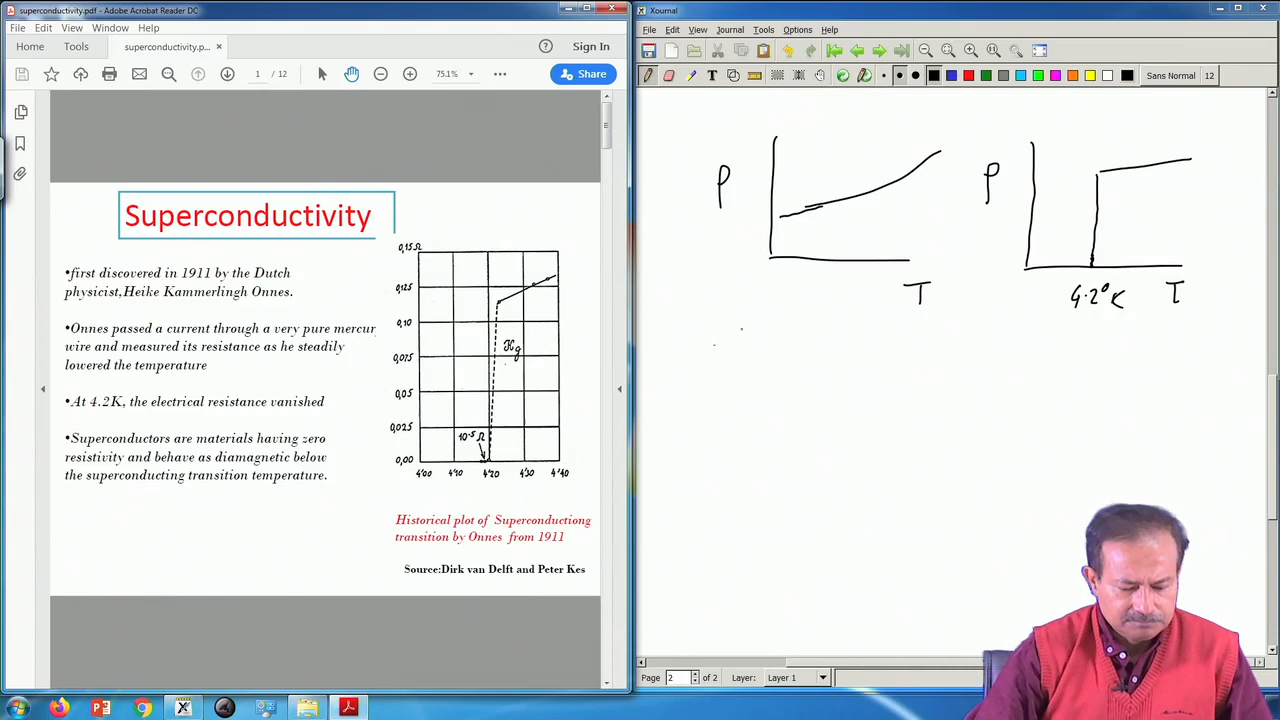 superconductivity.pdf - Adobe Acrobat Reader DC
File Edit View Window Help
Home Tools superconductivity.p... × Sign In
1 / 12 75.1% Share
Superconductivity
•first discovered in 1911 by the Dutch
physicist,Heike Kammerlingh Onnes.
•Onnes passed a current through a very pure mercur
wire and measured its resistance as he steadily
lowered the temperature
•At 4.2K, the electrical resistance vanished
•Superconductors are materials having zero
resistivity and behave as diamagnetic below
the superconducting transition temperature.
0,15 Ω
0,125
0,10
0,075
0,05
0,025
0,00
Hg
10-5 Ω
4'00 4'10 4'20 4'30 4'40
Historical plot of Superconductiong
transition by Onnes from 1911
Source:Dirk van Delft and Peter Kes
Xournal
File Edit View Journal Tools Options Help
Sans Normal 12
ρ
T
ρ
4.2°K T
Page 2 of 2 Layer: Layer 1